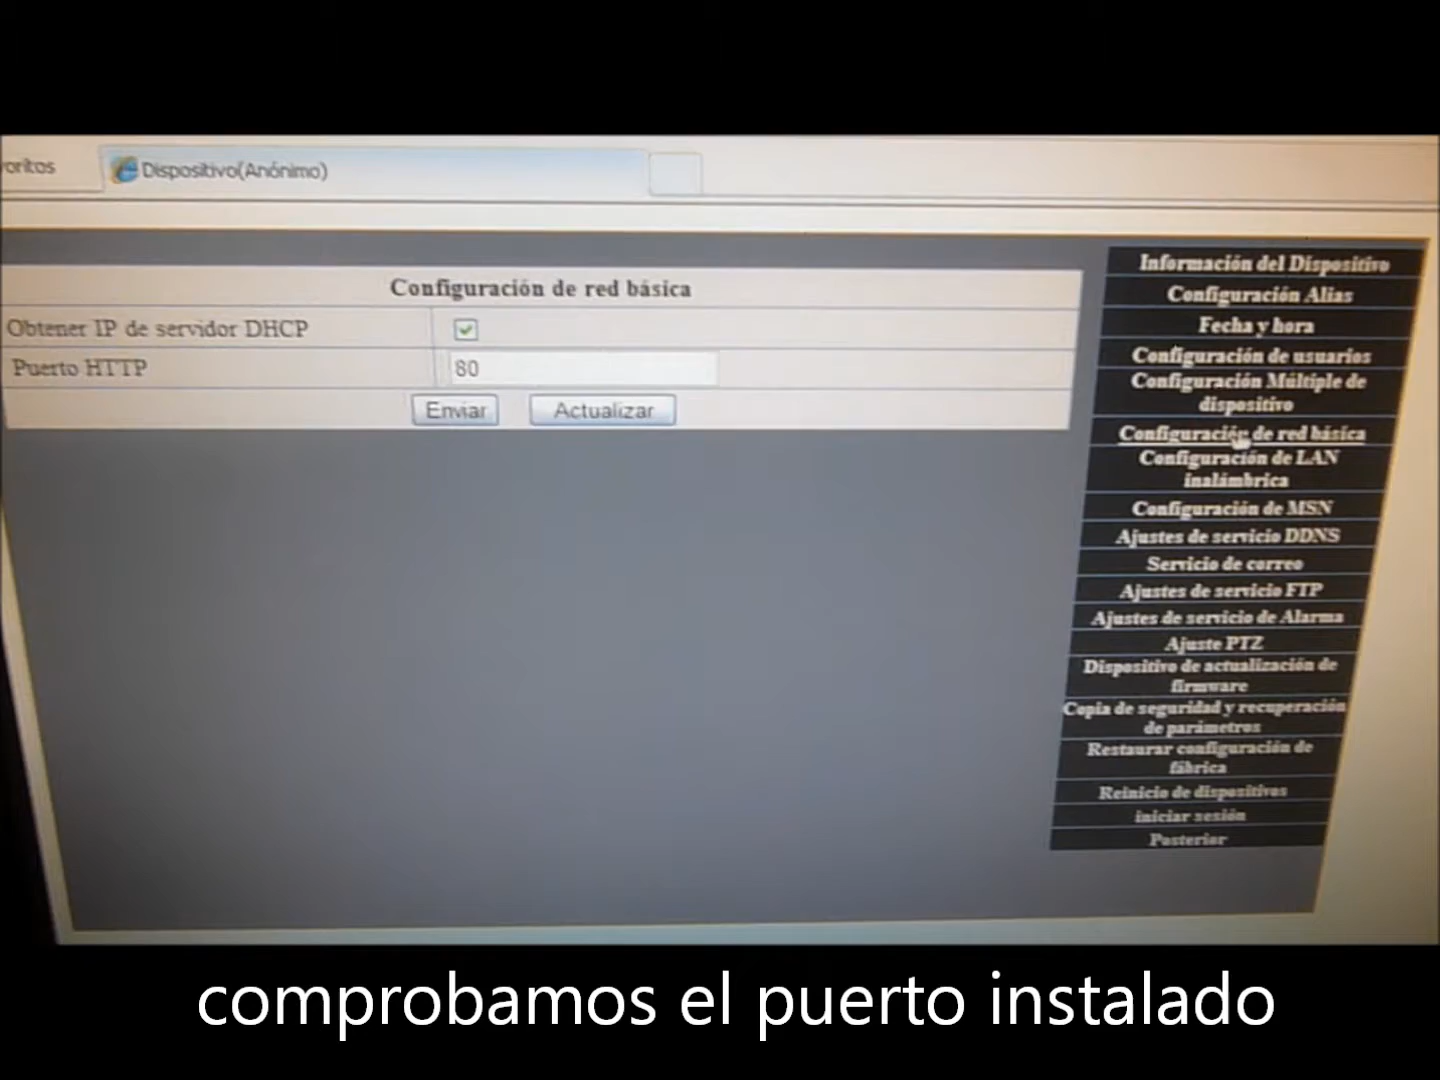 voritos
Dispositivo(Anónimo)
Configuración de red básica
Obtener IP de servidor DHCP
Puerto HTTP
80
Enviar
Actualizar
Información del Dispositivo
Configuración Alias
Fecha y hora
Configuración de usuarios
Configuración Múltiple de
dispositivo
Configuración de red básica
Configuración de LAN
inalámbrica
Configuración de MSN
Ajustes de servicio DDNS
Servicio de correo
Ajustes de servicio FTP
Ajustes de servicio de Alarma
Ajuste PTZ
Dispositivo de actualización de
firmware
Copia de seguridad y recuperación
de parámetros
Restaurar configuración de
fábrica
Reinicio de dispositivos
iniciar sesión
Posterior
comprobamos el puerto instalado